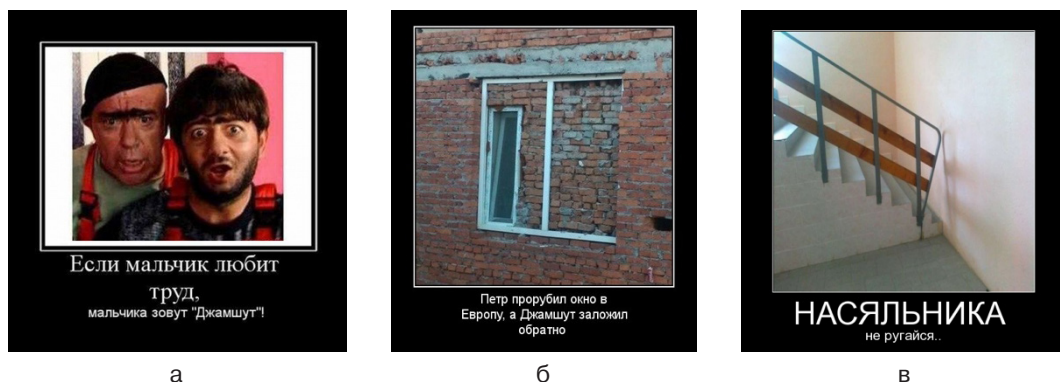 Если мальчик любит
труд,
мальчика зовут "Джамшут"!
Петр прорубил окно в
Европу, а Джамшут заложил
обратно
НАСЯЛЬНИКА
не ругайся..
а
б
в